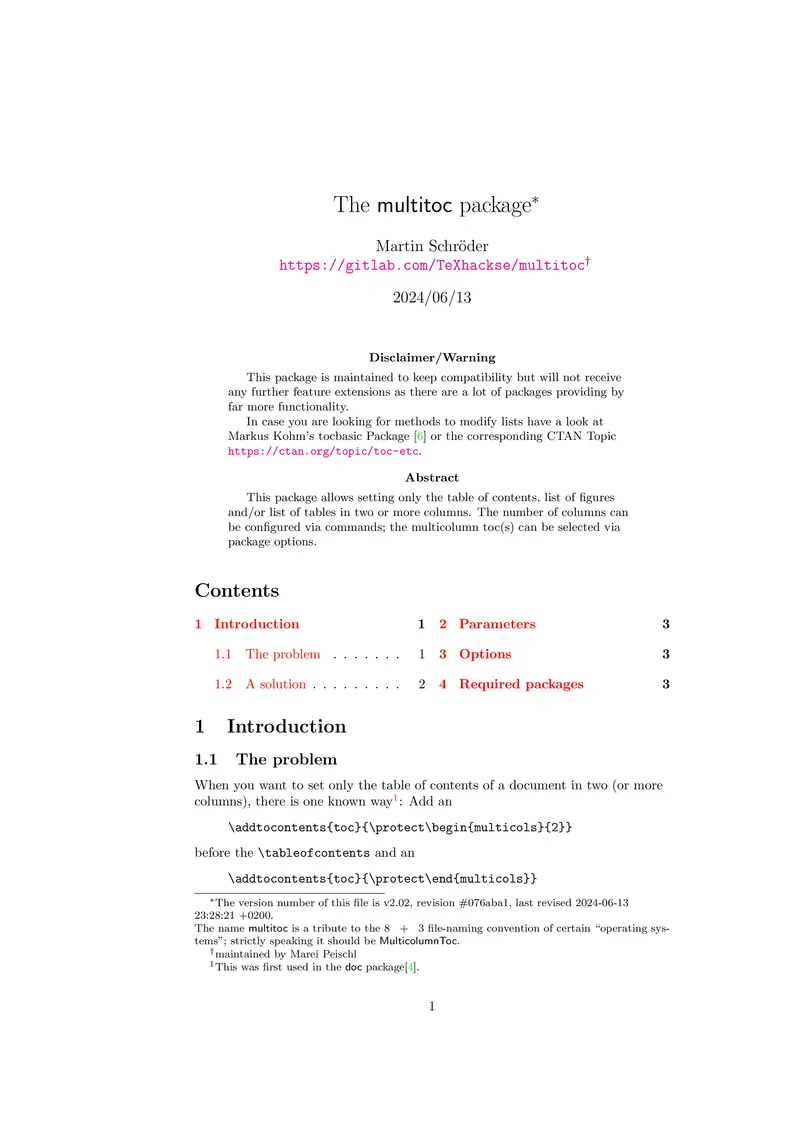 The multitoc package*
Martin Schröder
https://gitlab.com/TeXhackse/multitoc†
2024/06/13
Disclaimer/Warning
This package is maintained to keep compatibility but will not receive
any further feature extensions as there are a lot of packages providing by
far more functionality.
In case you are looking for methods to modify lists have a look at
Markus Kohm's tocbasic Package [6] or the corresponding CTAN Topic
https://ctan.org/topic/toc-etc.
Abstract
This package allows setting only the table of contents, list of figures
and/or list of tables in two or more columns. The number of columns can
be configured via commands; the multicolumn toc(s) can be selected via
package options.
Contents
1 Introduction 1
1.1 The problem . . . . . . . 1
1.2 A solution . . . . . . . . . 2
2 Parameters 3
3 Options 3
4 Required packages 3
1 Introduction
1.1 The problem
When you want to set only the table of contents of a document in two (or more
columns), there is one known way1: Add an
\addtocontents{toc}{\protect\begin{multicols}{2}}
before the \tableofcontents and an
\addtocontents{toc}{\protect\end{multicols}}
*The version number of this file is v2.02, revision #076aba1, last revised 2024-06-13
23:28:21 +0200.
The name multitoc is a tribute to the 8 + 3 file-naming convention of certain “operating sys-
tems”; strictly speaking it should be MulticolumnToc.
†maintained by Marei Peischl
1This was first used in the doc package[4].
1